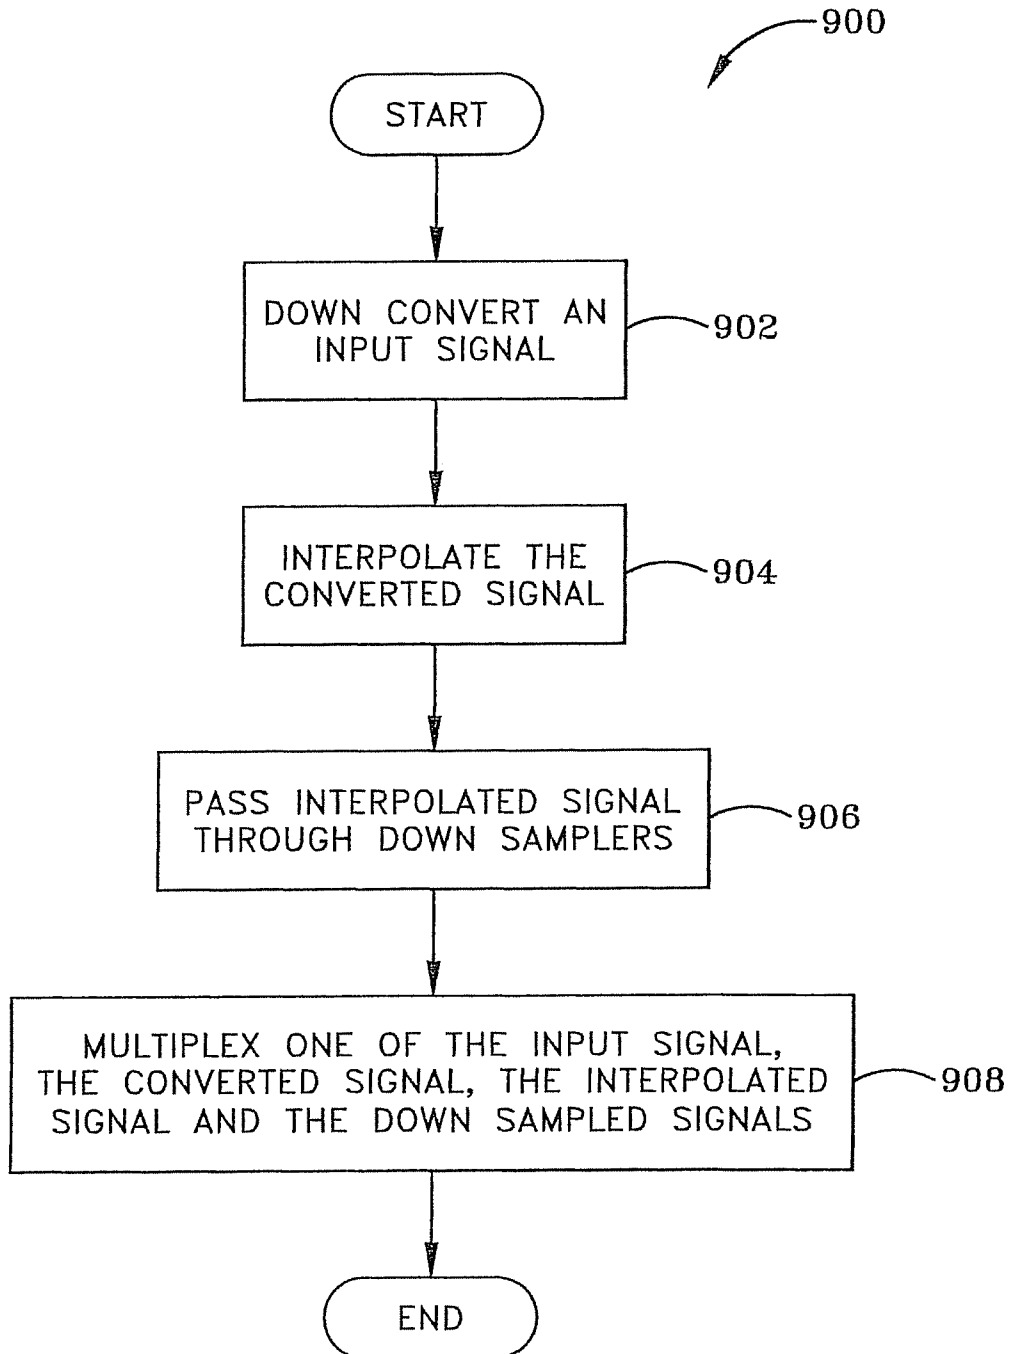 900
START
DOWN CONVERT AN
INPUT SIGNAL
902
INTERPOLATE THE
CONVERTED SIGNAL
904
PASS INTERPOLATED SIGNAL
THROUGH DOWN SAMPLERS
906
MULTIPLEX ONE OF THE INPUT SIGNAL,
THE CONVERTED SIGNAL, THE INTERPOLATED
SIGNAL AND THE DOWN SAMPLED SIGNALS
908
END